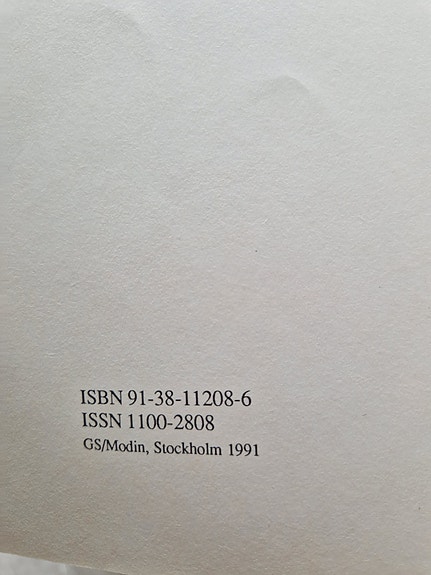 ISBN 91-38-11208-6
ISSN 1100-2808
GS/Modin, Stockholm 1991